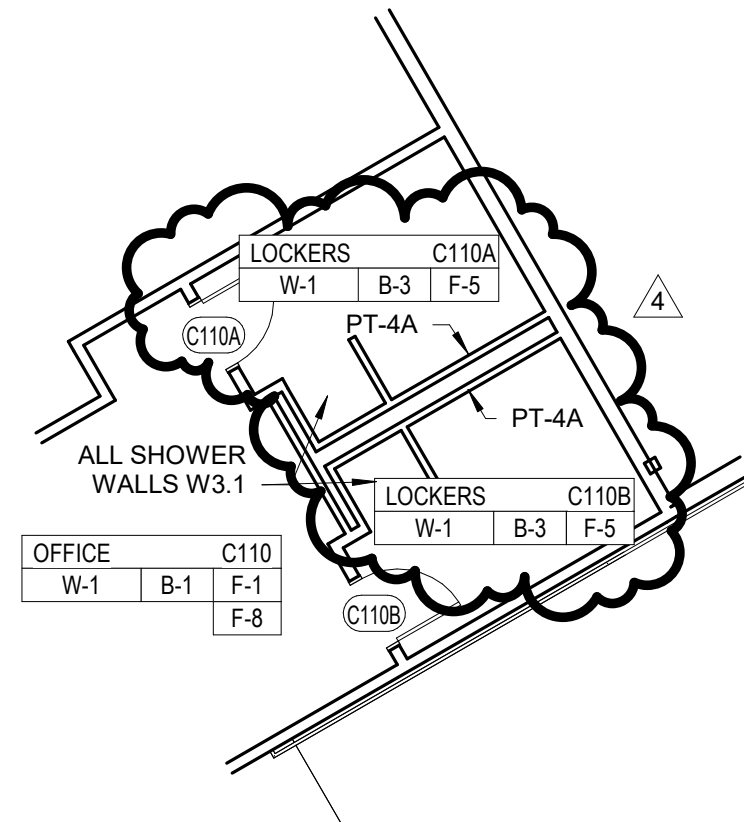 LOCKERS C110A
W-1 B-3 F-5
4
C110A
PT-4A
PT-4A
ALL SHOWER
WALLS W3.1
LOCKERS C110B
W-1 B-3 F-5
OFFICE C110
W-1 B-1 F-1
F-8
C110B